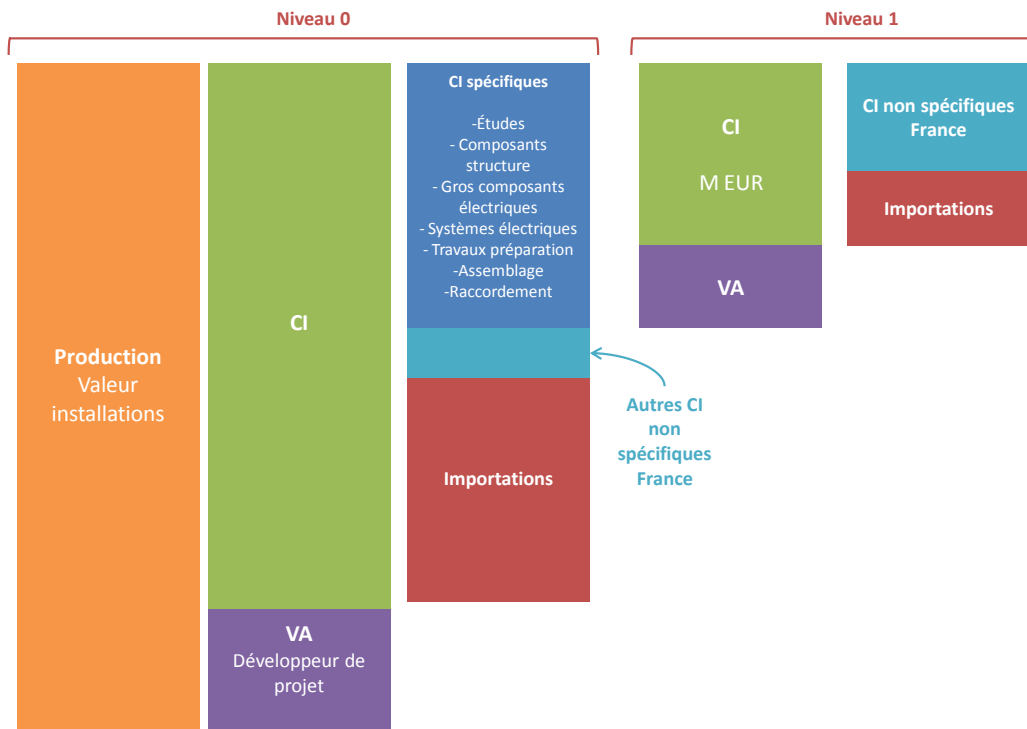 Niveau 0
Niveau 1
Production
Valeur
installations
CI
VA
Développeur de
projet
CI spécifiques
-Études
- Composants
structure
- Gros composants
électriques
- Systèmes électriques
- Travaux préparation
-Assemblage
-Raccordement
Importations
Autres CI
non
spécifiques
France
CI
M EUR
VA
CI non spécifiques
France
Importations